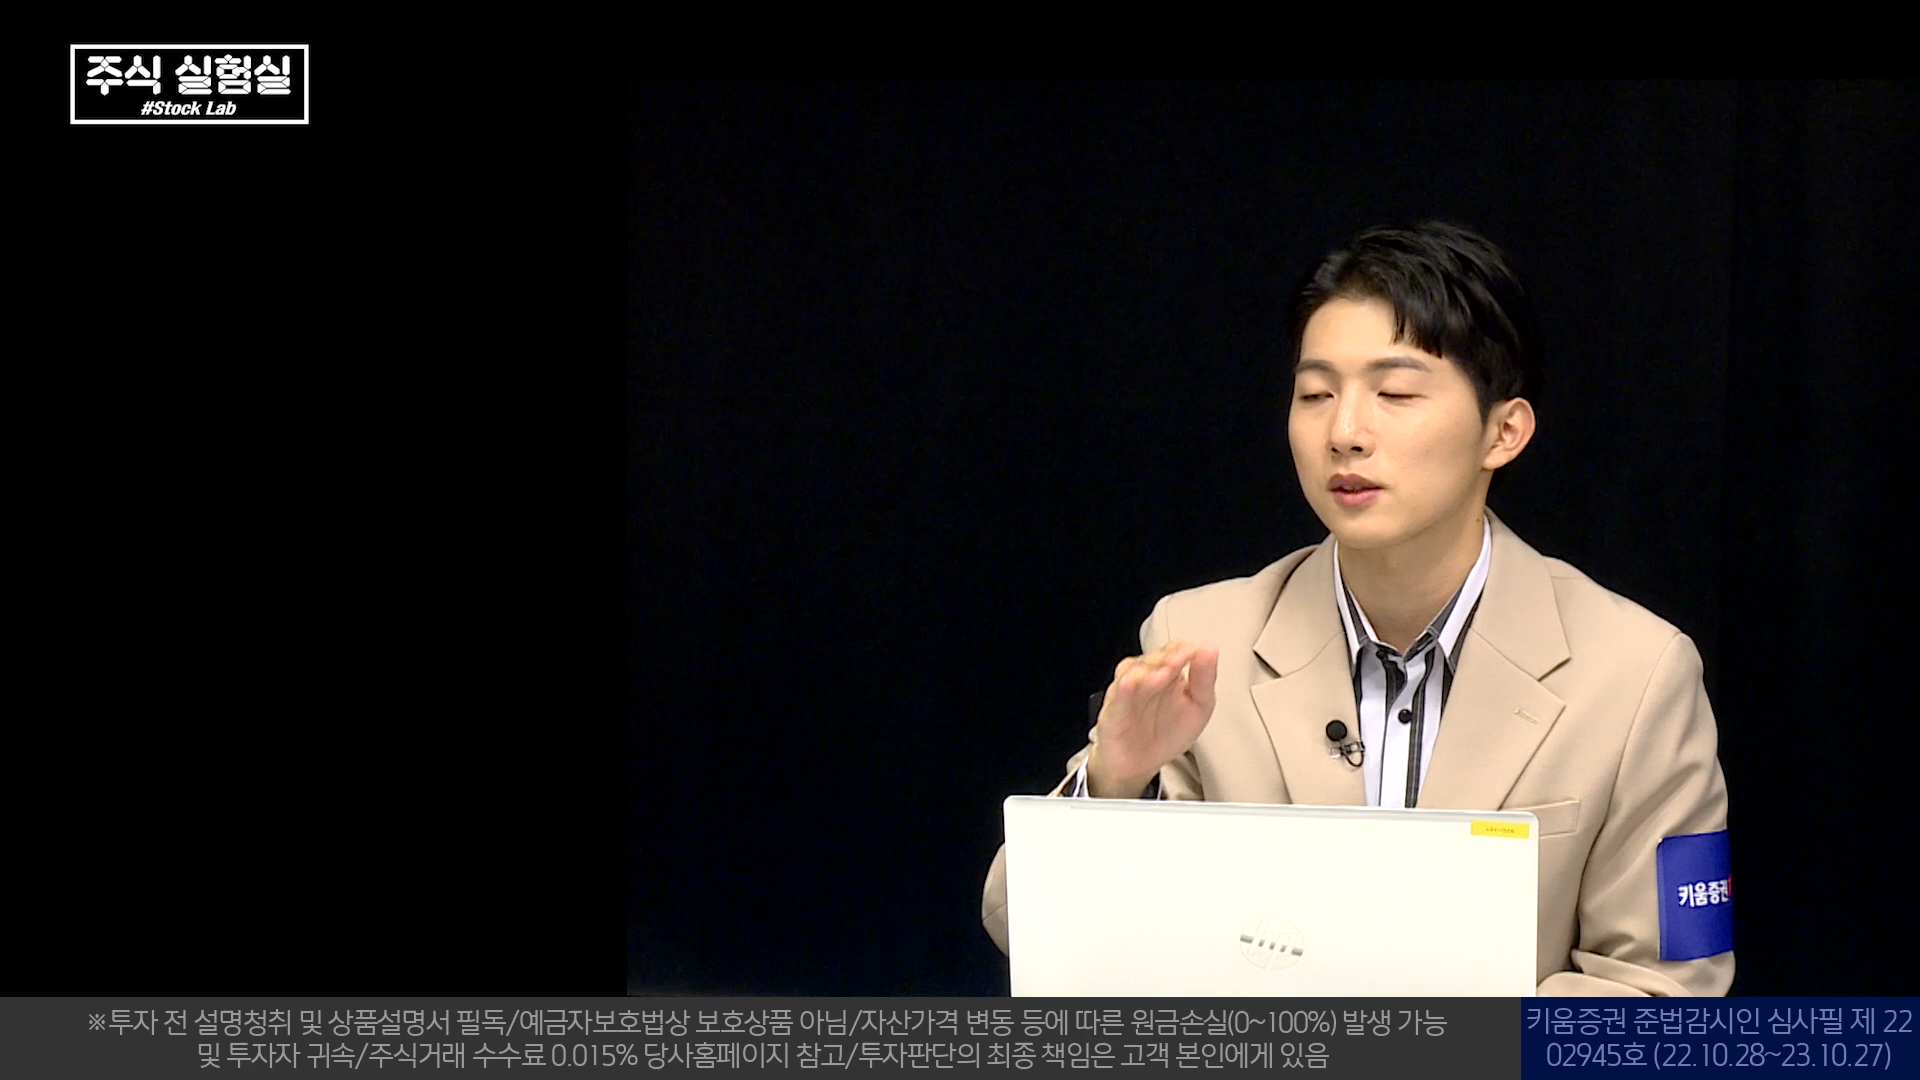 주식 실험실
#Stock Lab
키움증권
hp
※투자 전 설명청취 및 상품설명서 필독/예금자보호법상 보호상품 아님/자산가격 변동 등에 따른 원금손실(0~100%) 발생 가능
및 투자자 귀속/주식거래 수수료 0.015% 당사홈페이지 참고/투자판단의 최종 책임은 고객 본인에게 있음
키움증권 준법감시인 심사필 제 22
02945호 (22.10.28~23.10.27)